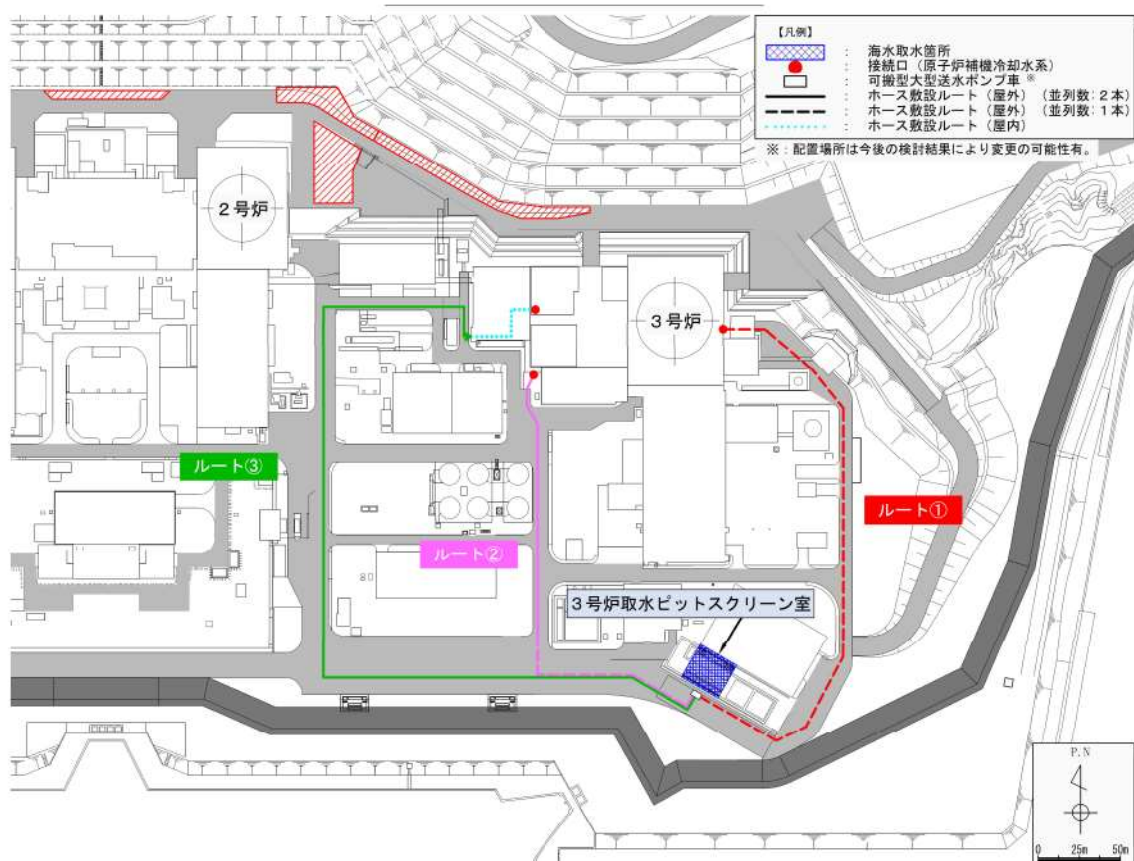 【凡例】
： 海水取水箇所
： 接続口（原子炉補機冷却水系）
： 可搬型大型送水ポンプ車 ※
： ホース敷設ルート（屋外）（並列数：２本）
： ホース敷設ルート（屋外）（並列数：１本）
： ホース敷設ルート（屋内）
※：配置場所は今後の検討結果により変更の可能性有。
２号炉
３号炉
ルート③
ルート①
ルート②
３号炉取水ピットスクリーン室
P.N
0 25m 50m